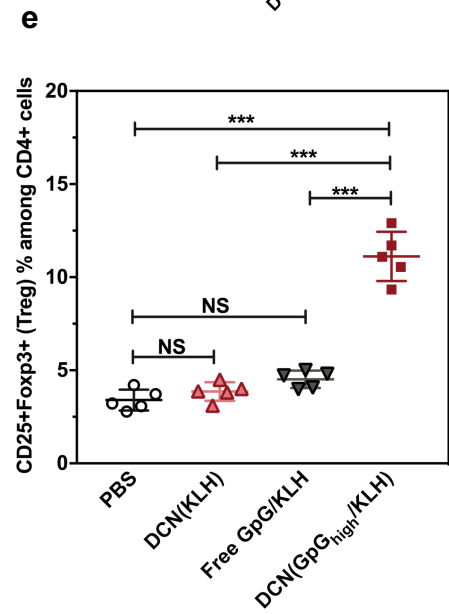 D
e
CD25+Foxp3+ (Treg) % among CD4+ cells
20
15
10
5
0
***
***
***
NS
NS
PBS
DCN(KLH)
Free GpG/KLH
DCN(GpGhigh/KLH)